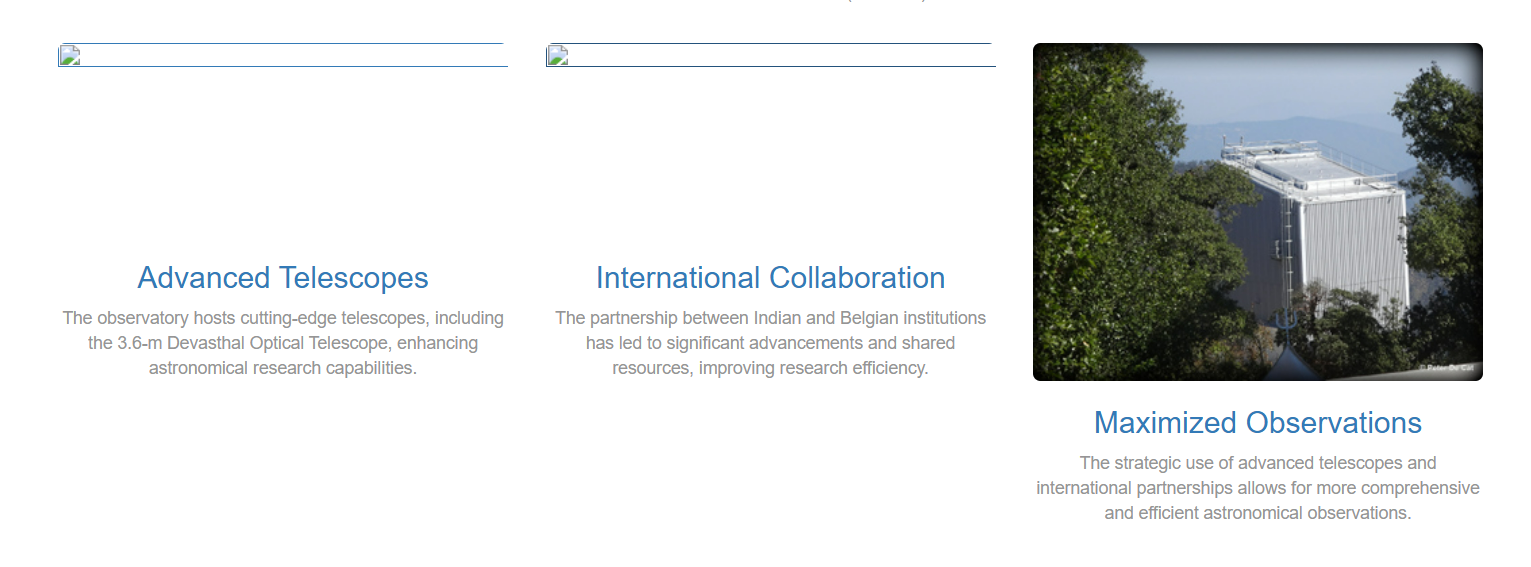 Advanced Telescopes
The observatory hosts cutting-edge telescopes, including
the 3.6-m Devasthal Optical Telescope, enhancing
astronomical research capabilities.
International Collaboration
The partnership between Indian and Belgian institutions
has led to significant advancements and shared
resources, improving research efficiency.
© Peter De Cat
Maximized Observations
The strategic use of advanced telescopes and
international partnerships allows for more comprehensive
and efficient astronomical observations.